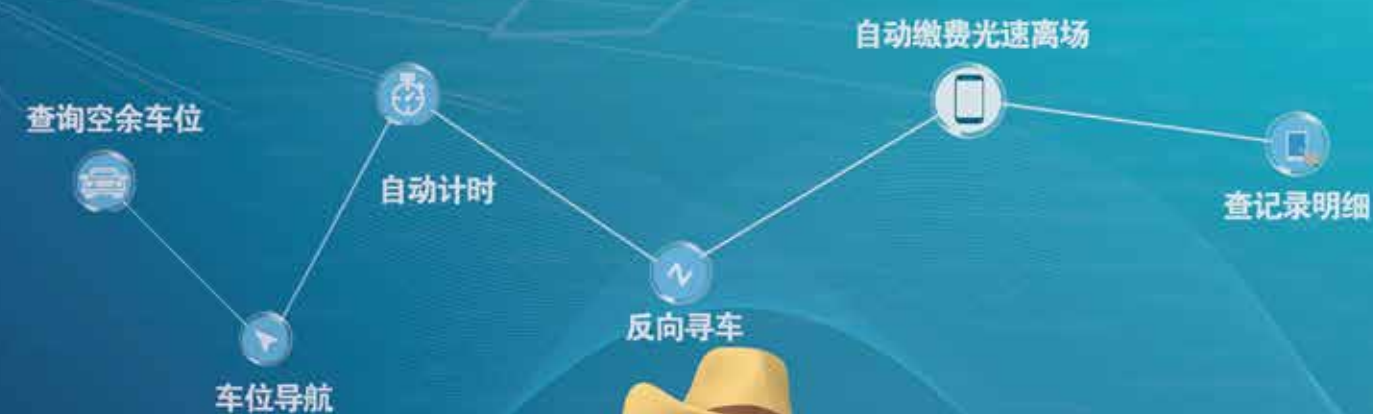 查询空余车位
车位导航
自动计时
反向寻车
自动缴费光速离场
查记录明细